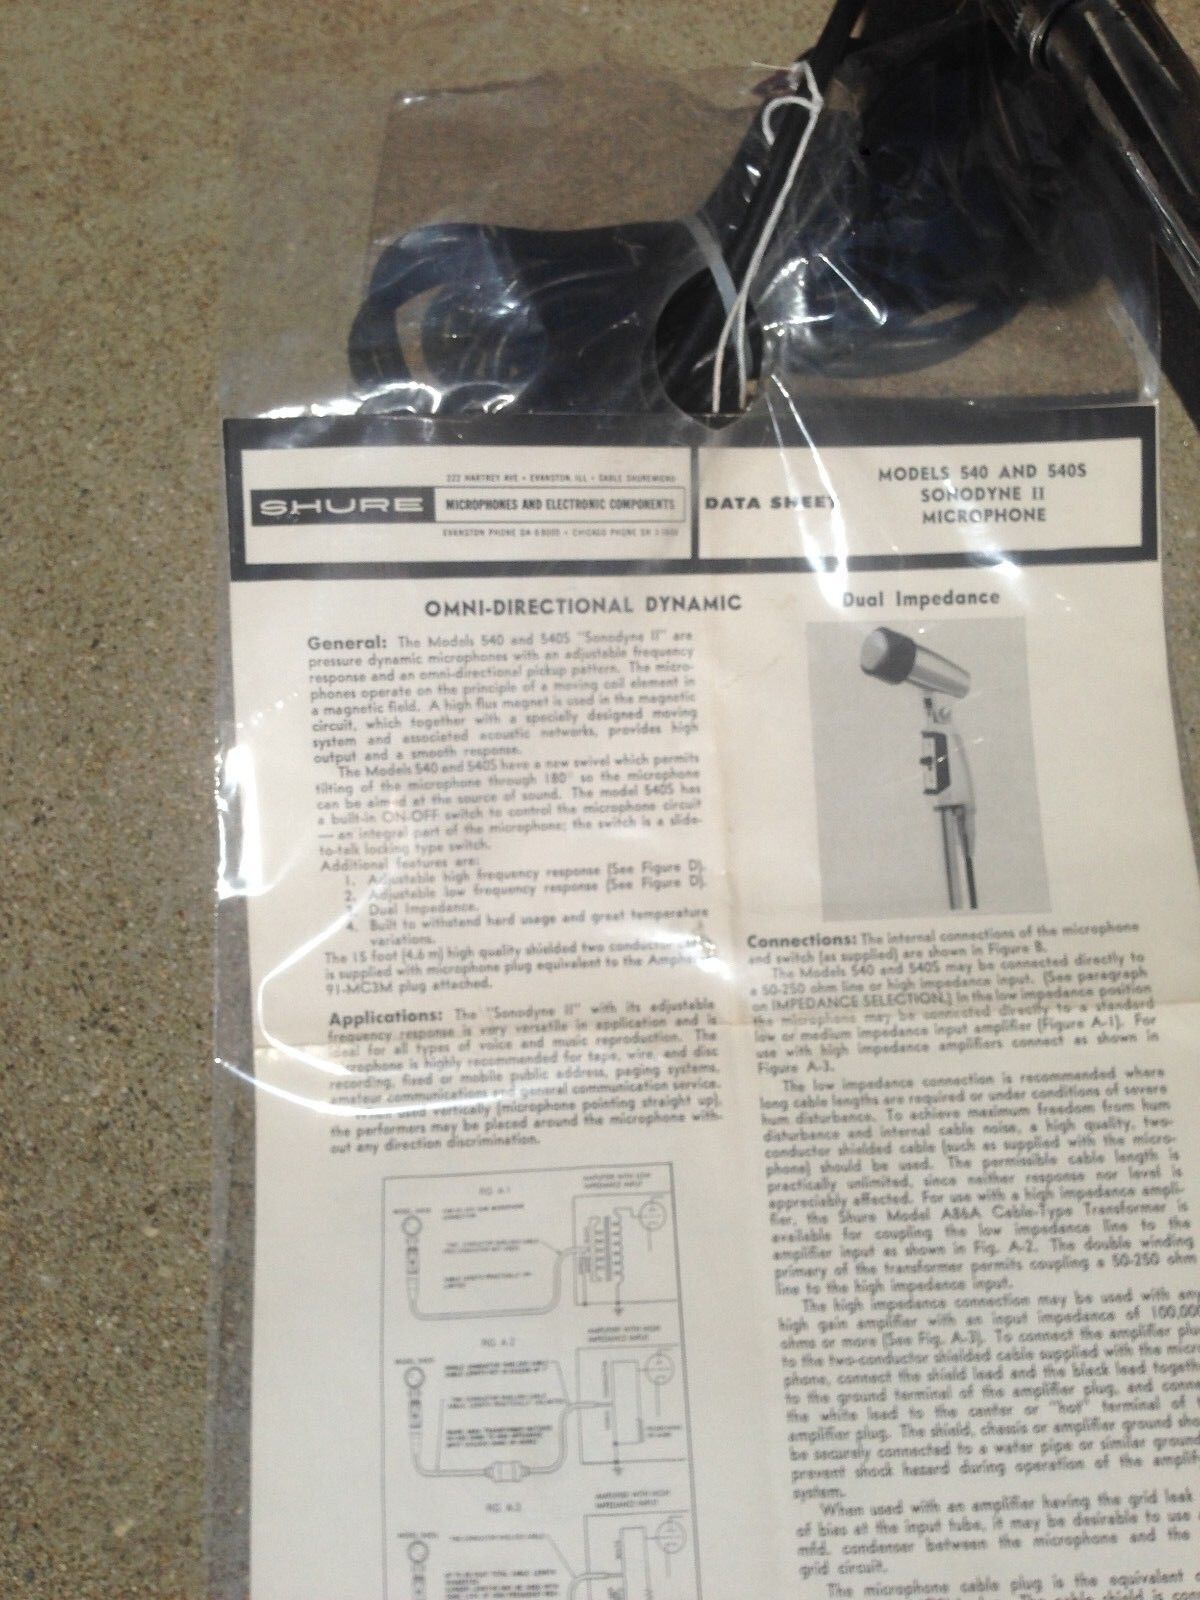 222 HARTREY AVE • EVANSTON, ILL • CABLE SHUREMICRO
SHURE
MICROPHONES AND ELECTRONIC COMPONENTS
EVANSTON PHONE DA 8-9000 • CHICAGO PHONE SH
DATA SHEET
MODELS 540 AND 540S
SONODYNE II
MICROPHONE
OMNI-DIRECTIONAL DYNAMIC
General: The Models 540 and 540S "Sonodyne II" are
pressure dynamic microphones with an adjustable frequency
response and an omni-directional pickup pattern. The micro-
phones operate on the principle of a moving coil element in
a magnetic field. A high flux magnet is used in the magnetic
circuit, which together with a specially designed moving
system and associated acoustic networks, provides high
output and a smooth response.
The Models 540 and 540S have a new swivel which permits
tilting of the microphone through 180° so the microphone
can be aimed at the source of sound. The model 540S has
a built-in ON-OFF switch to control the microphone circuit
— an integral part of the microphone; the switch is a slide-
to-talk locking type switch.
Additional features are:
1. Adjustable high frequency response (See Figure D).
2. Adjustable low frequency response (See Figure D).
3. Dual Impedance.
4. Built to withstand hard usage and great temperature
variations.
The 15 foot (4.6 m) high quality shielded two conductor
is supplied with microphone plug equivalent to the
91-MC3M plug attached.
Applications: The "Sonodyne II" with its adjustable
frequency response is very versatile in application and is
ideal for all types of voice and music reproduction. The
microphone is highly recommended for tape, wire, and disc
recording, fixed or mobile public address, paging systems,
amateur communications and general communication service.
When used vertically (microphone pointing straight up),
the performers may be placed around the microphone with-
out any direction discrimination.
FIG. A-1
AMPLIFIER WITH LOW
IMPEDANCE INPUT
FIG. A-2
AMPLIFIER WITH HIGH
IMPEDANCE INPUT
FIG. A-3
AMPLIFIER WITH HIGH
IMPEDANCE INPUT
Dual Impedance
Connections: The internal connections of the microphone
and switch (as supplied) are shown in Figure B.
The Models 540 and 540S may be connected directly to
a 50-250 ohm line or high impedance input. (See paragraph
on IMPEDANCE SELECTION.) In the low impedance position
the microphone may be connected directly to a standard
low or medium impedance input amplifier (Figure A-1). For
use with high impedance amplifiers connect as shown in
Figure A-3.
The low impedance connection is recommended where
long cable lengths are required or under conditions of severe
hum disturbance. To achieve maximum freedom from hum
disturbance and internal cable noise, a high quality, two-
conductor shielded cable (such as supplied with the micro-
phone) should be used. The permissible cable length is
practically unlimited, since neither response nor level is
appreciably affected. For use with a high impedance ampli-
fier, the Shure Model A86A Cable-Type Transformer is
available for coupling the low impedance line to the
amplifier input as shown in Fig. A-2. The double winding
primary of the transformer permits coupling a 50-250 ohm
line to the high impedance input.
The high impedance connection may be used with any
high gain amplifier with an input impedance of 100,000
ohms or more (See Fig. A-3). To connect the amplifier
to the two-conductor shielded cable supplied with the micro-
phone, connect the shield lead and the black lead
to the ground terminal of the amplifier plug, and
the white lead to the center or "hot" terminal of
amplifier plug. The shield, chassis or amplifier ground
be securely connected to a water pipe or similar ground
prevent shock hazard during operation of the
system.
When used with an amplifier having the grid leak
of bias at the input tube, it may be desirable to use
mfd. condenser between the microphone and the
grid circuit.
The microphone cable plug is the equivalent